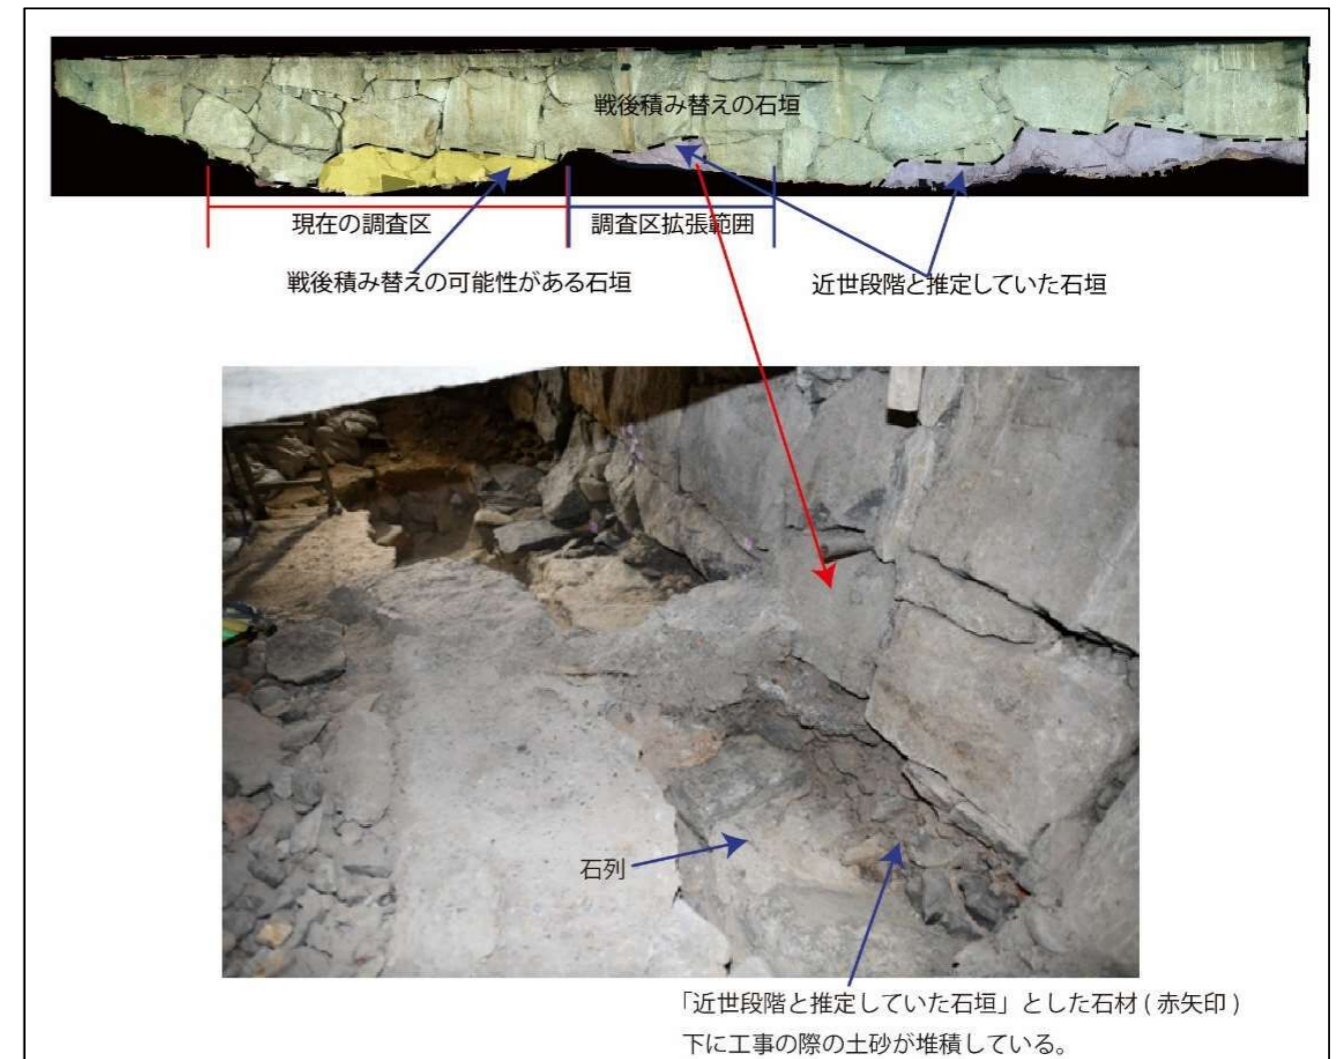 戦後積み替えの石垣
現在の調査区
調査区拡張範囲
戦後積み替えの可能性がある石垣
近世段階と推定していた石垣
石列
「近世段階と推定していた石垣」とした石材 ( 赤矢印 )
下に工事の際の土砂が堆積している。